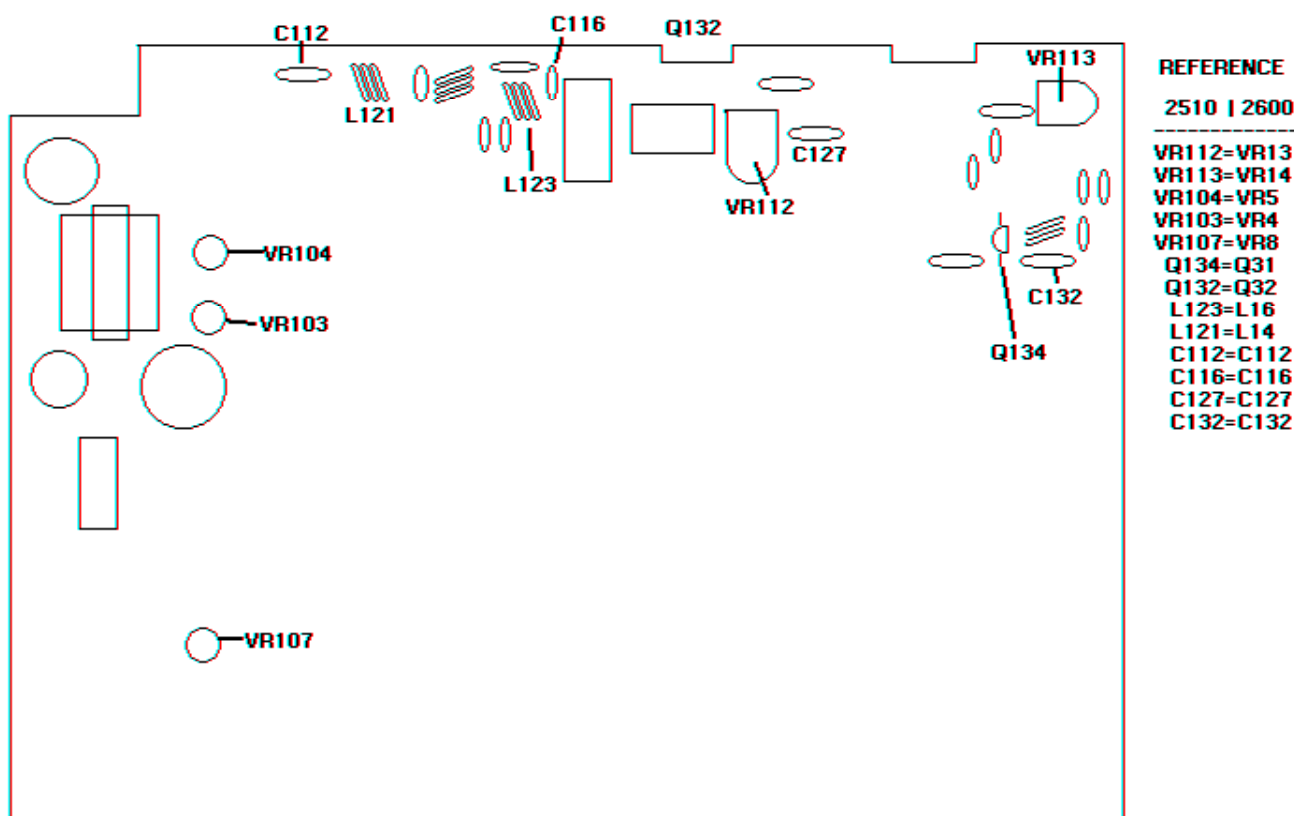 C112
C116
Q132
VR113
L121
L123
C127
VR112
VR104
VR103
C132
Q134
VR107
REFERENCE
2510 | 2600
--------------
VR112=VR13
VR113=VR14
VR104=VR5
VR103=VR4
VR107=VR8
Q134=Q31
Q132=Q32
L123=L16
L121=L14
C112=C112
C116=C116
C127=C127
C132=C132